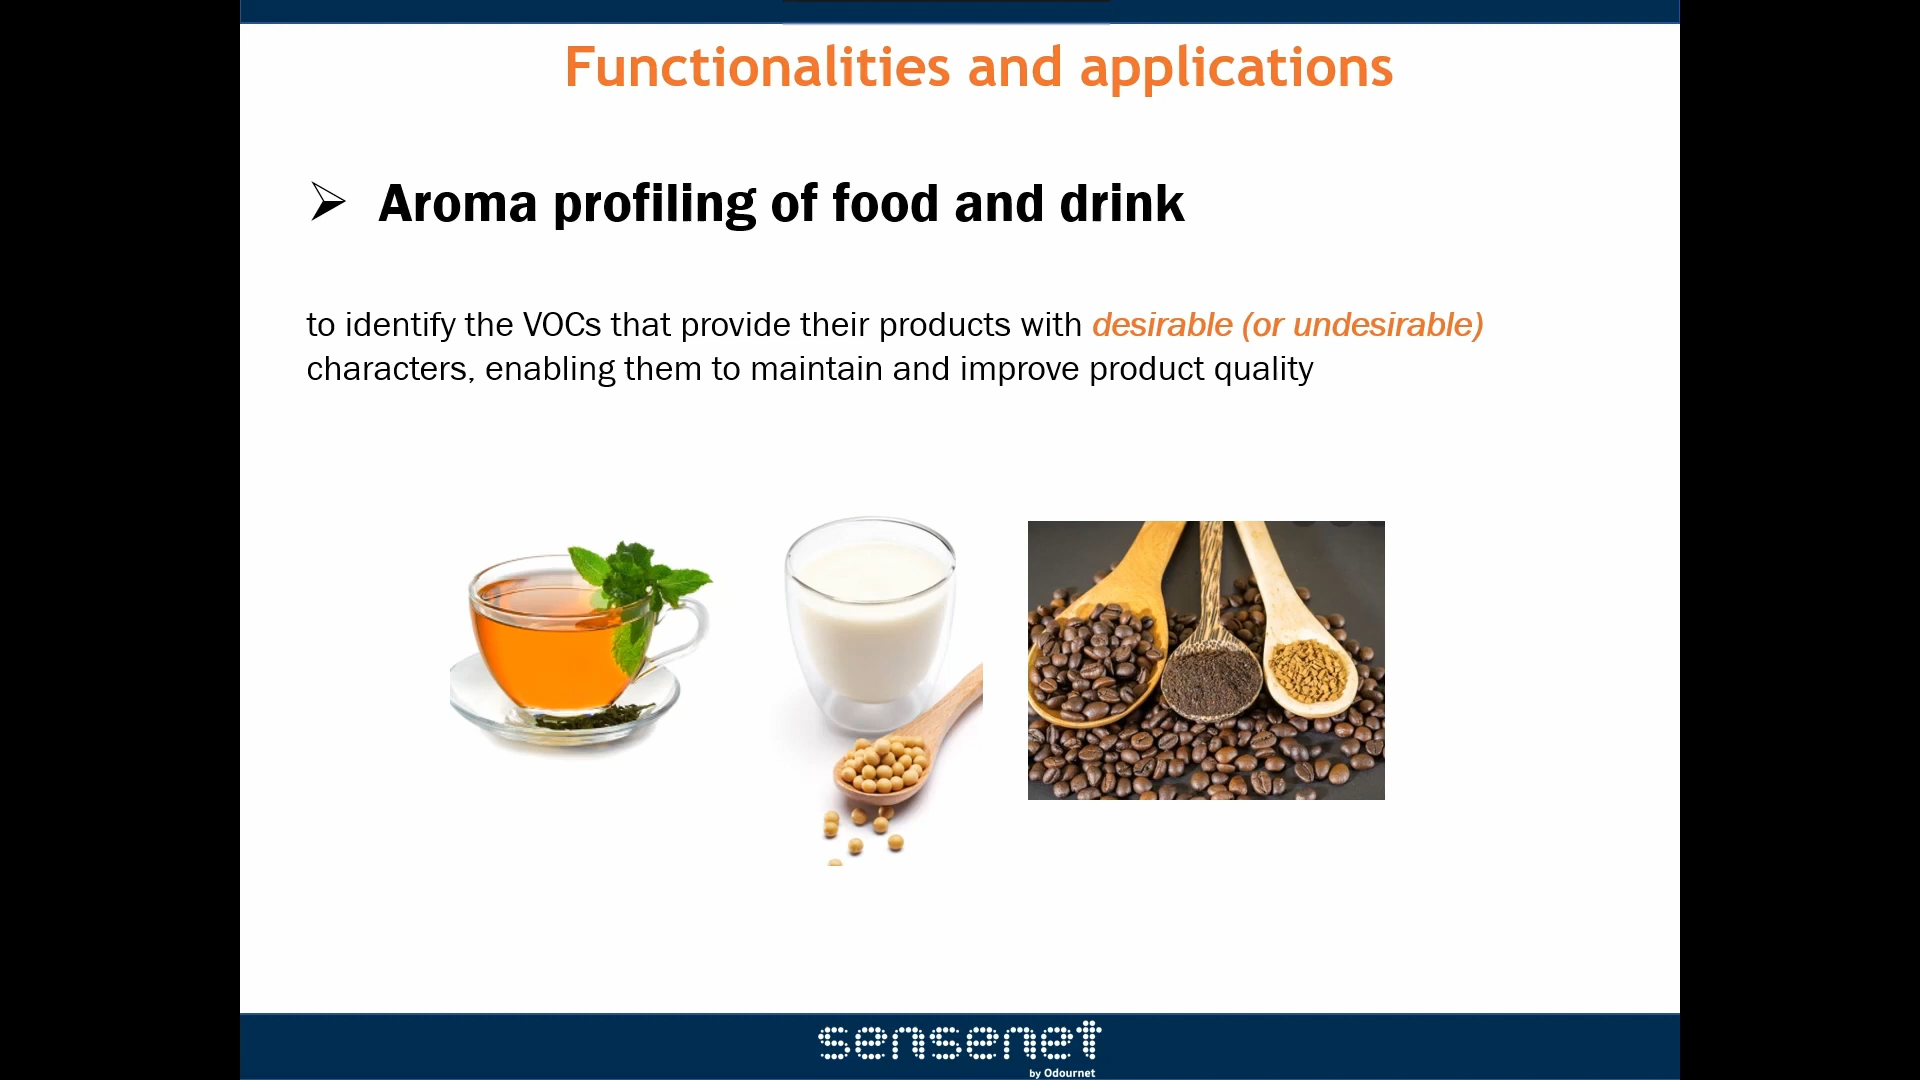 Functionalities and applications
➢ Aroma profiling of food and drink
to identify the VOCs that provide their products with desirable (or undesirable)
characters, enabling them to maintain and improve product quality
sensenet
by Odournet